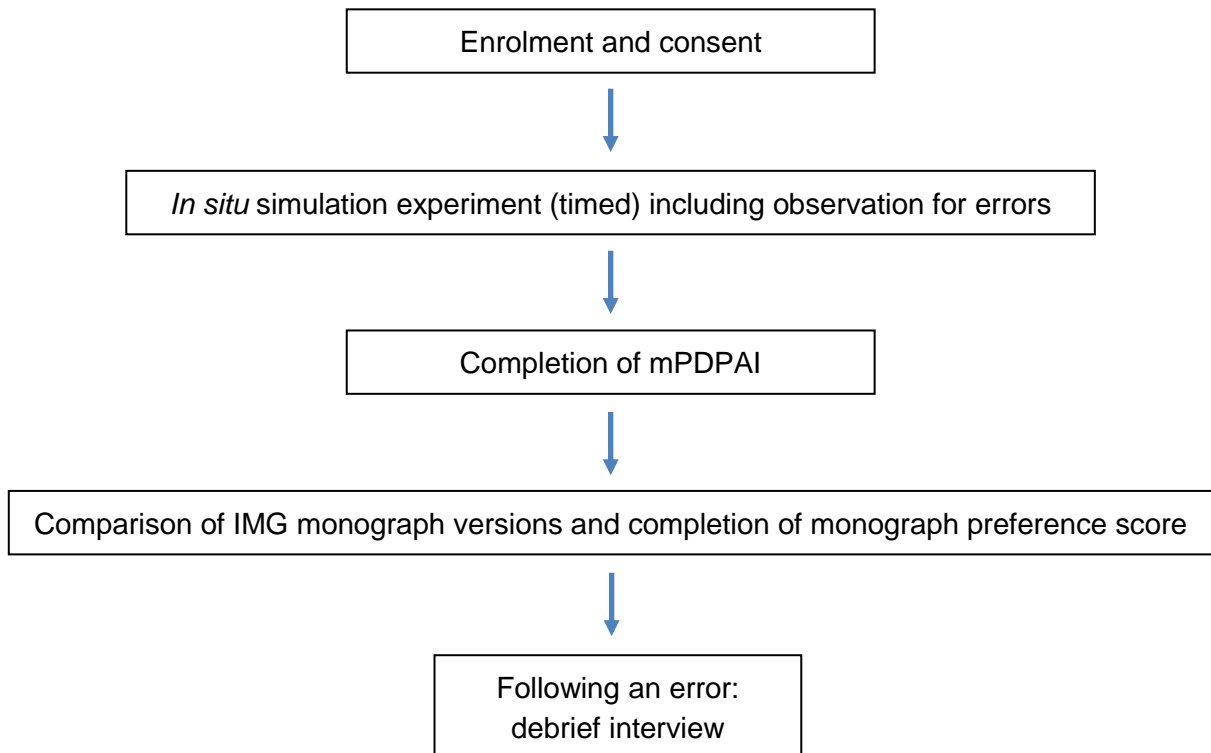 Enrolment and consent
In situ simulation experiment (timed) including observation for errors
Completion of mPDPAI
Comparison of IMG monograph versions and completion of monograph preference score
Following an error:
debrief interview